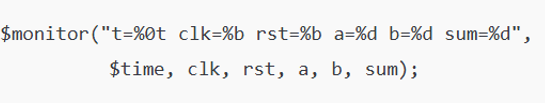 $monitor("t=%0t clk=%b rst=%b a=%d b=%d sum=%d",
$time, clk, rst, a, b, sum);